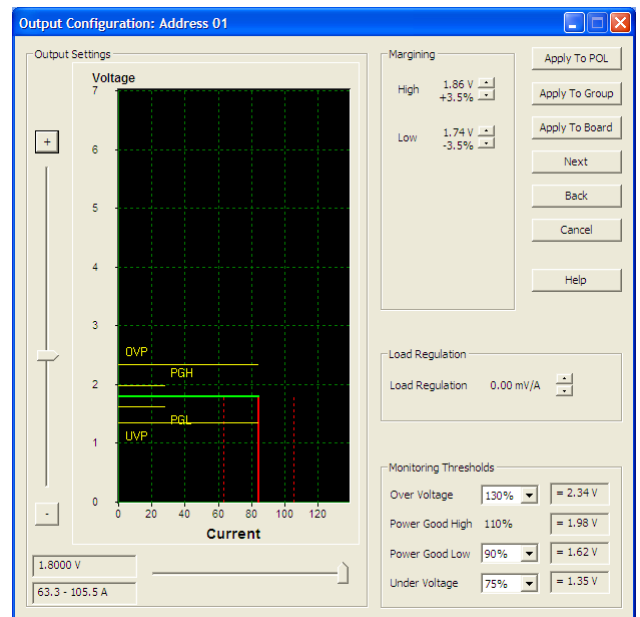 Output Configuration: Address 01
Output Settings
Voltage
7
6
5
4
3
2
1
0
+
-
OVP
PGH
PGL
UVP
0 20 40 60 80 100 120
Current
1.8000 V
63.3 - 105.5 A
Margining
High 1.86 V
+3.5%
Low 1.74 V
-3.5%
Apply To POL
Apply To Group
Apply To Board
Next
Back
Cancel
Help
Load Regulation
Load Regulation 0.00 mV/A
Monitoring Thresholds
Over Voltage 130% = 2.34 V
Power Good High 110% = 1.98 V
Power Good Low 90% = 1.62 V
Under Voltage 75% = 1.35 V